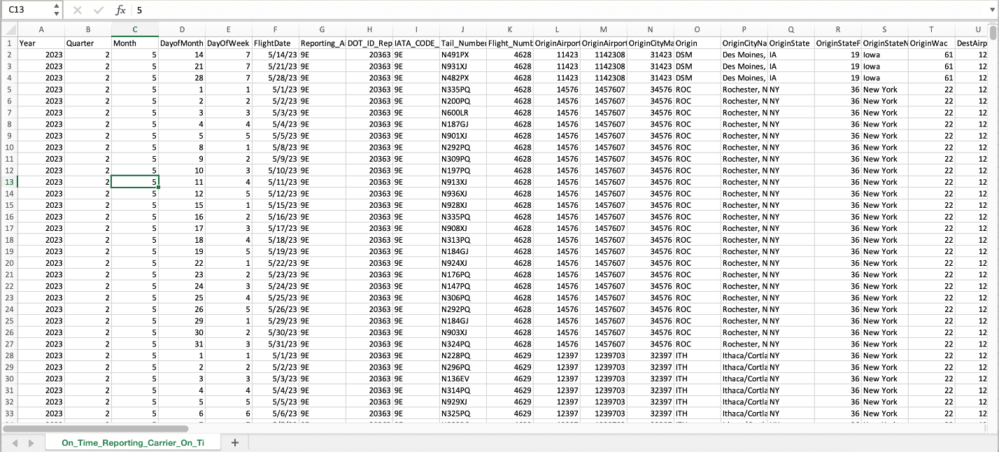 C13 fx 5
A B C D E F G H I J K L M N O P Q R S T U
1 Year Quarter Month DayofMonth DayOfWeek FlightDate Reporting_A DOT_ID_Rep IATA_CODE_ Tail_Number Flight_Numb OriginAirport OriginAirport OriginCityMa Origin OriginCityNa OriginState OriginStateF OriginStateN OriginWac DestAirp
2 2023 2 5 14 7 5/14/23 9E 20363 9E N491PX 4628 11423 1142308 31423 DSM Des Moines, IA 19 Iowa 61 12
3 2023 2 5 21 7 5/21/23 9E 20363 9E N931XJ 4628 11423 1142308 31423 DSM Des Moines, IA 19 Iowa 61 12
4 2023 2 5 28 7 5/28/23 9E 20363 9E N482PX 4628 11423 1142308 31423 DSM Des Moines, IA 19 Iowa 61 12
5 2023 2 5 1 1 5/1/23 9E 20363 9E N335PQ 4628 14576 1457607 34576 ROC Rochester, N NY 36 New York 22 12
6 2023 2 5 2 2 5/2/23 9E 20363 9E N200PQ 4628 14576 1457607 34576 ROC Rochester, N NY 36 New York 22 12
7 2023 2 5 3 3 5/3/23 9E 20363 9E N600LR 4628 14576 1457607 34576 ROC Rochester, N NY 36 New York 22 12
8 2023 2 5 4 4 5/4/23 9E 20363 9E N187GJ 4628 14576 1457607 34576 ROC Rochester, N NY 36 New York 22 12
9 2023 2 5 5 5 5/5/23 9E 20363 9E N901XJ 4628 14576 1457607 34576 ROC Rochester, N NY 36 New York 22 12
10 2023 2 5 8 1 5/8/23 9E 20363 9E N292PQ 4628 14576 1457607 34576 ROC Rochester, N NY 36 New York 22 12
11 2023 2 5 9 2 5/9/23 9E 20363 9E N309PQ 4628 14576 1457607 34576 ROC Rochester, N NY 36 New York 22 12
12 2023 2 5 10 3 5/10/23 9E 20363 9E N197PQ 4628 14576 1457607 34576 ROC Rochester, N NY 36 New York 22 12
13 2023 2 5 11 4 5/11/23 9E 20363 9E N913XJ 4628 14576 1457607 34576 ROC Rochester, N NY 36 New York 22 12
14 2023 2 5 12 5 5/12/23 9E 20363 9E N936XJ 4628 14576 1457607 34576 ROC Rochester, N NY 36 New York 22 12
15 2023 2 5 15 1 5/15/23 9E 20363 9E N928XJ 4628 14576 1457607 34576 ROC Rochester, N NY 36 New York 22 12
16 2023 2 5 16 2 5/16/23 9E 20363 9E N335PQ 4628 14576 1457607 34576 ROC Rochester, N NY 36 New York 22 12
17 2023 2 5 17 3 5/17/23 9E 20363 9E N908XJ 4628 14576 1457607 34576 ROC Rochester, N NY 36 New York 22 12
18 2023 2 5 18 4 5/18/23 9E 20363 9E N313PQ 4628 14576 1457607 34576 ROC Rochester, N NY 36 New York 22 12
19 2023 2 5 19 5 5/19/23 9E 20363 9E N184GJ 4628 14576 1457607 34576 ROC Rochester, N NY 36 New York 22 12
20 2023 2 5 22 1 5/22/23 9E 20363 9E N924XJ 4628 14576 1457607 34576 ROC Rochester, N NY 36 New York 22 12
21 2023 2 5 23 2 5/23/23 9E 20363 9E N176PQ 4628 14576 1457607 34576 ROC Rochester, N NY 36 New York 22 12
22 2023 2 5 24 3 5/24/23 9E 20363 9E N147PQ 4628 14576 1457607 34576 ROC Rochester, N NY 36 New York 22 12
23 2023 2 5 25 4 5/25/23 9E 20363 9E N306PQ 4628 14576 1457607 34576 ROC Rochester, N NY 36 New York 22 12
24 2023 2 5 26 5 5/26/23 9E 20363 9E N292PQ 4628 14576 1457607 34576 ROC Rochester, N NY 36 New York 22 12
25 2023 2 5 29 1 5/29/23 9E 20363 9E N184GJ 4628 14576 1457607 34576 ROC Rochester, N NY 36 New York 22 12
26 2023 2 5 30 2 5/30/23 9E 20363 9E N903XJ 4628 14576 1457607 34576 ROC Rochester, N NY 36 New York 22 12
27 2023 2 5 31 3 5/31/23 9E 20363 9E N324PQ 4628 14576 1457607 34576 ROC Rochester, N NY 36 New York 22 12
28 2023 2 5 1 1 5/1/23 9E 20363 9E N228PQ 4629 12397 1239703 32397 ITH Ithaca/Cortla NY 36 New York 22 12
29 2023 2 5 2 2 5/2/23 9E 20363 9E N296PQ 4629 12397 1239703 32397 ITH Ithaca/Cortla NY 36 New York 22 12
30 2023 2 5 3 3 5/3/23 9E 20363 9E N136EV 4629 12397 1239703 32397 ITH Ithaca/Cortla NY 36 New York 22 12
31 2023 2 5 4 4 5/4/23 9E 20363 9E N314PQ 4629 12397 1239703 32397 ITH Ithaca/Cortla NY 36 New York 22 12
32 2023 2 5 5 5 5/5/23 9E 20363 9E N929XJ 4629 12397 1239703 32397 ITH Ithaca/Cortla NY 36 New York 22 12
33 2023 2 5 6 6 5/6/23 9E 20363 9E N325PQ 4629 12397 1239703 32397 ITH Ithaca/Cortla NY 36 New York 22 12
On_Time_Reporting_Carrier_On_Ti +